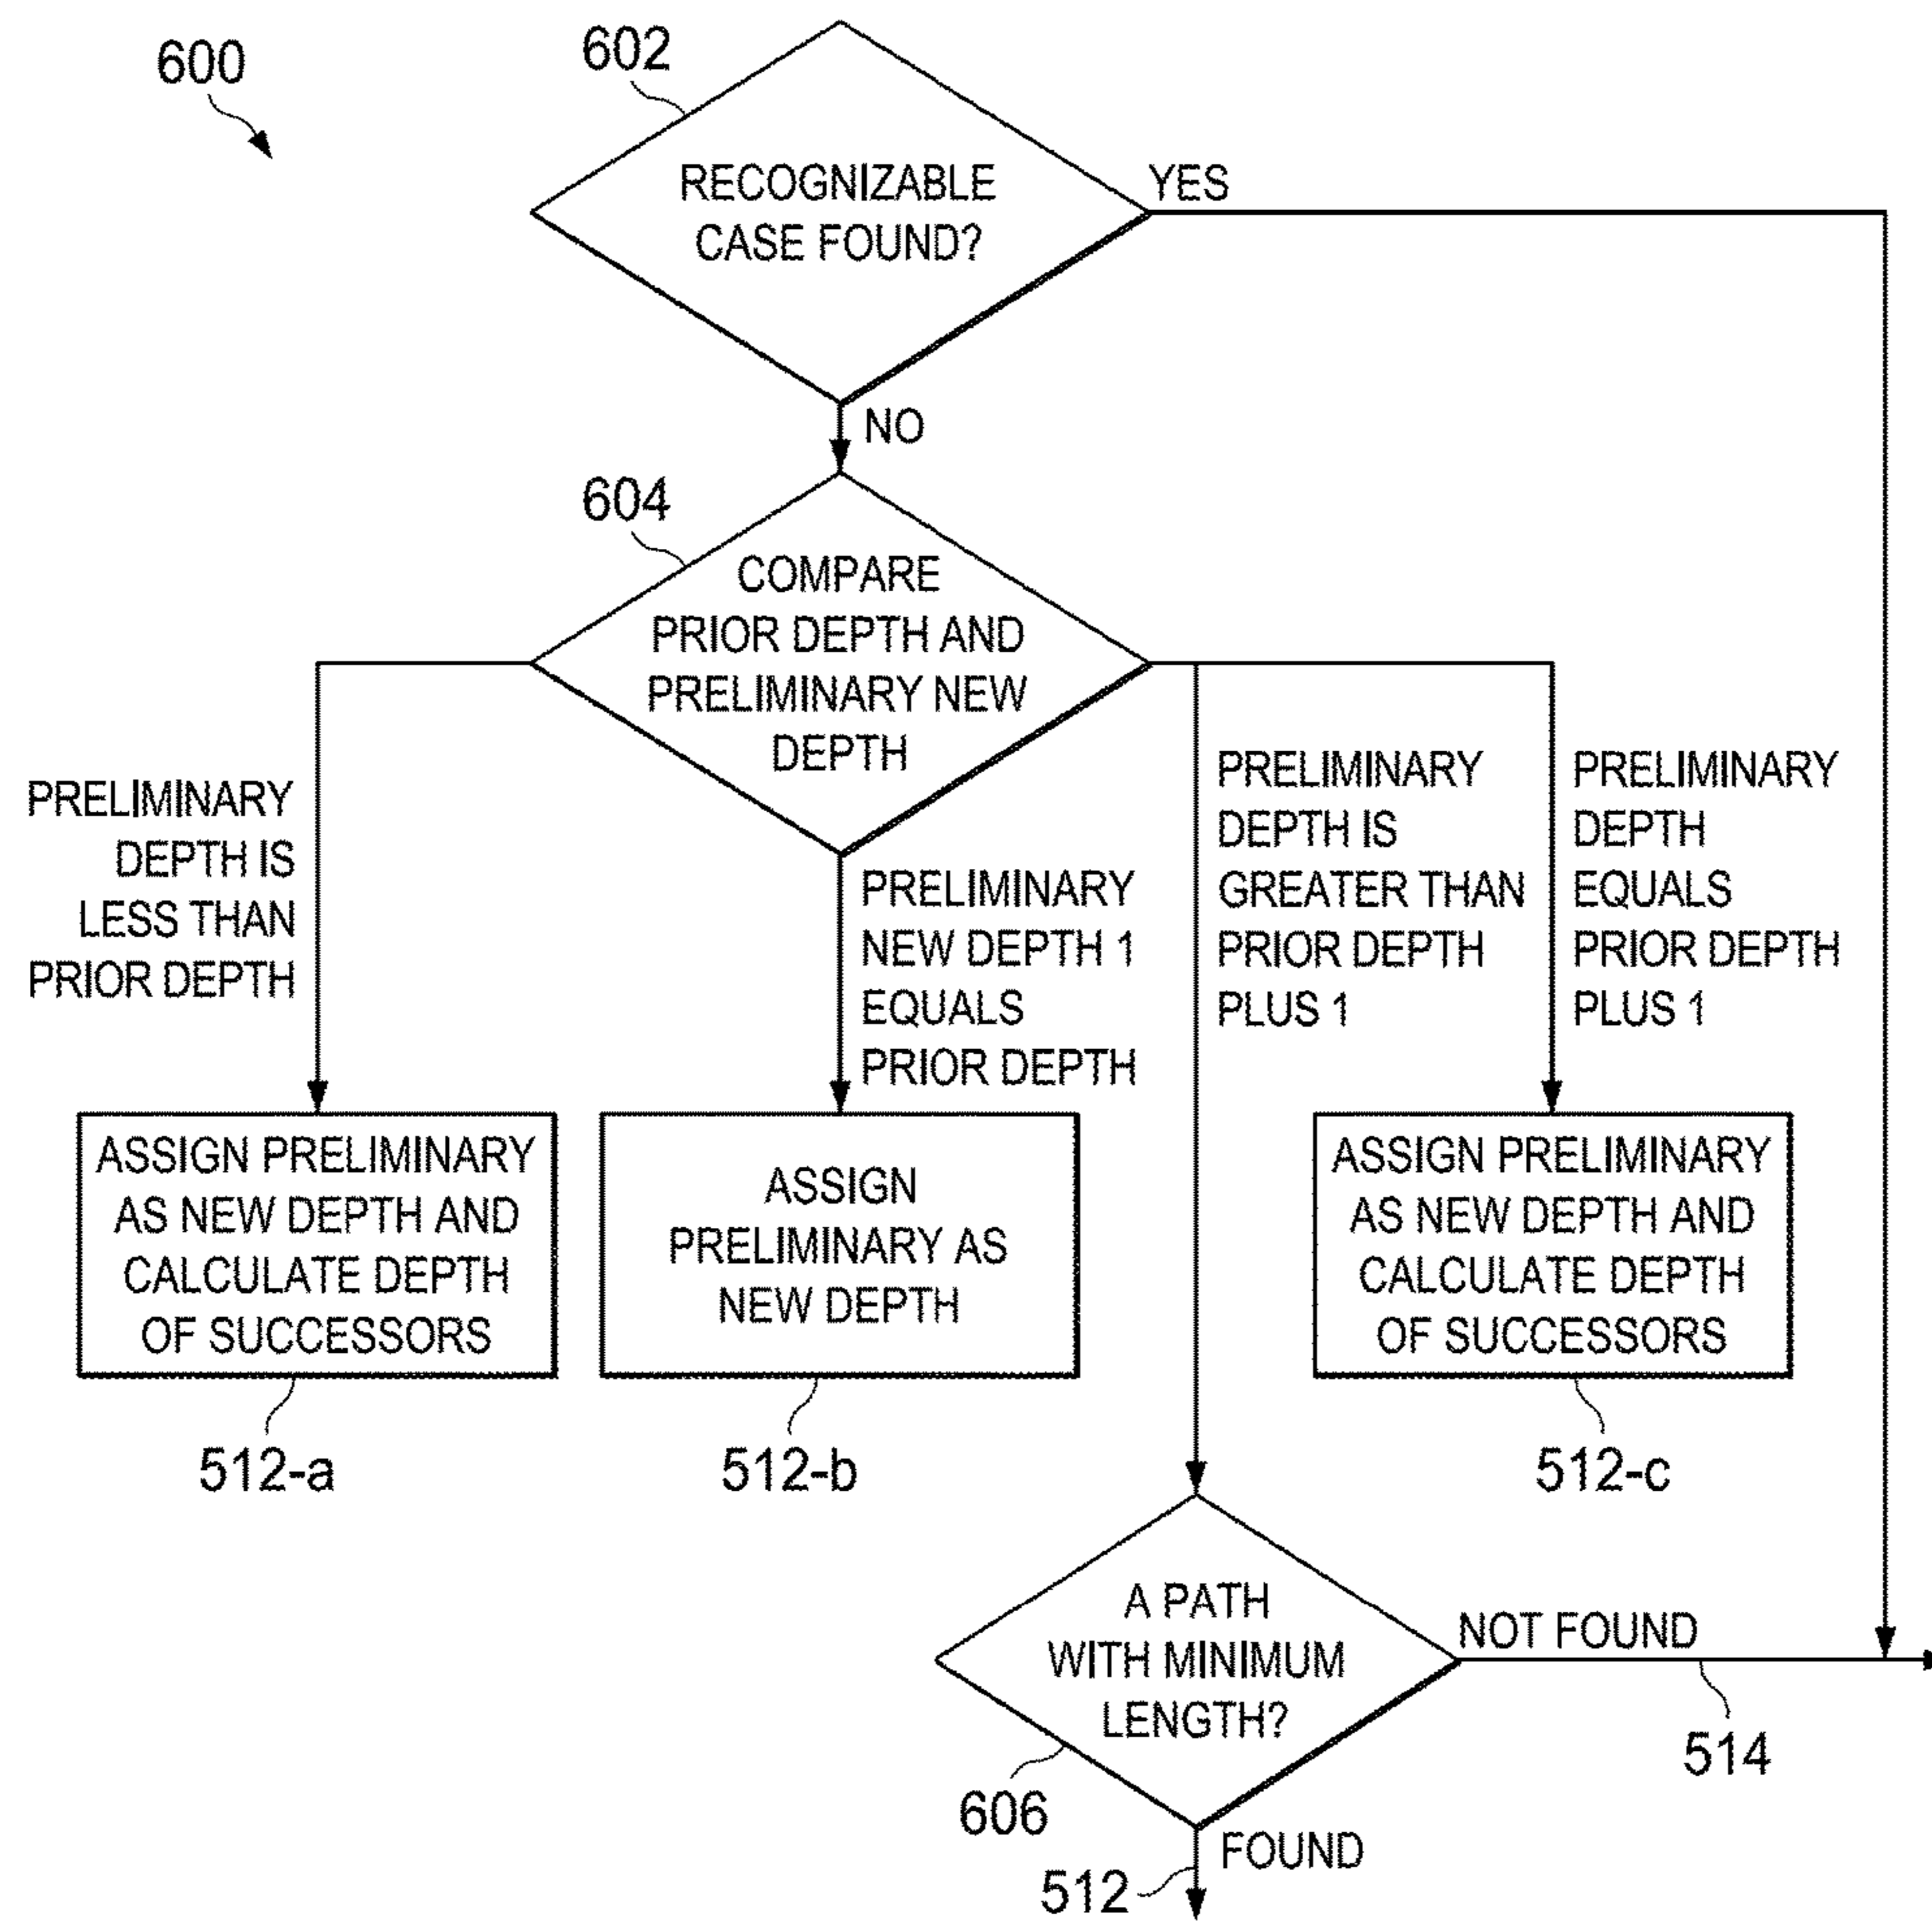 600
602
RECOGNIZABLE
CASE FOUND?
YES
NO
604
COMPARE
PRIOR DEPTH AND
PRELIMINARY NEW
DEPTH
PRELIMINARY
DEPTH IS
LESS THAN
PRIOR DEPTH
PRELIMINARY
NEW DEPTH 1
EQUALS
PRIOR DEPTH
PRELIMINARY
DEPTH IS
GREATER THAN
PRIOR DEPTH
PLUS 1
PRELIMINARY
DEPTH
EQUALS
PRIOR DEPTH
PLUS 1
ASSIGN PRELIMINARY
AS NEW DEPTH AND
CALCULATE DEPTH
OF SUCCESSORS
512-a
ASSIGN
PRELIMINARY AS
NEW DEPTH
512-b
ASSIGN PRELIMINARY
AS NEW DEPTH AND
CALCULATE DEPTH
OF SUCCESSORS
512-c
A PATH
WITH MINIMUM
LENGTH?
606
NOT FOUND
514
FOUND
512